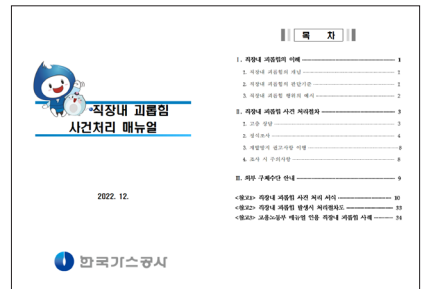 직장내 괴롭힘
사건처리 매뉴얼
2022. 12.
한국가스공사
목 차
Ⅰ. 직장내 괴롭힘의 이해 1
1. 직장내 괴롭힘의 개념 1
2. 직장내 괴롭힘의 판단기준 2
3. 직장내 괴롭힘 행위의 예시 2
Ⅱ. 직장내 괴롭힘 사건 처리절차 3
1. 고충 상담 3
2. 정식조사 4
3. 재발방지 권고사항 이행 8
4. 조사 시 주의사항 8
Ⅲ. 외부 구제수단 안내 9
<참고1> 직장내 괴롭힘 사건 처리 서식 10
<참고2> 직장내 괴롭힘 발생시 처리절차도 33
<참고3> 고용노동부 매뉴얼 인용 직장내 괴롭힘 사례 34